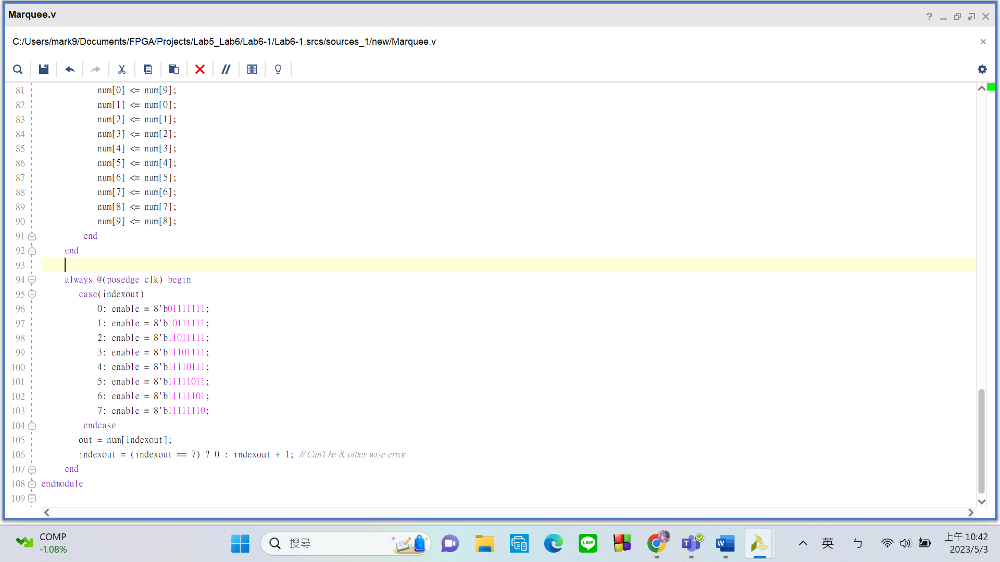 Marquee.v
C:/Users/mark9/Documents/FPGA/Projects/Lab5_Lab6/Lab6-1/Lab6-1.srcs/sources_1/new/Marquee.v
81 num[0] <= num[9];
82 num[1] <= num[0];
83 num[2] <= num[1];
84 num[3] <= num[2];
85 num[4] <= num[3];
86 num[5] <= num[4];
87 num[6] <= num[5];
88 num[7] <= num[6];
89 num[8] <= num[7];
90 num[9] <= num[8];
91 end
92 end
93
94 always @(posedge clk) begin
95 case(indexout)
96 0: enable = 8'b01111111;
97 1: enable = 8'b10111111;
98 2: enable = 8'b11011111;
99 3: enable = 8'b11101111;
100 4: enable = 8'b11110111;
101 5: enable = 8'b11111011;
102 6: enable = 8'b11111101;
103 7: enable = 8'b11111110;
104 endcase
105 out = num[indexout];
106 indexout = (indexout == 7) ? 0 : indexout + 1; // Can't be 8, other wise error
107 end
108 endmodule
109
COMP
-1.08%
搜尋
LINE
T
W
英
ㄅ
上午 10:42
2023/5/3